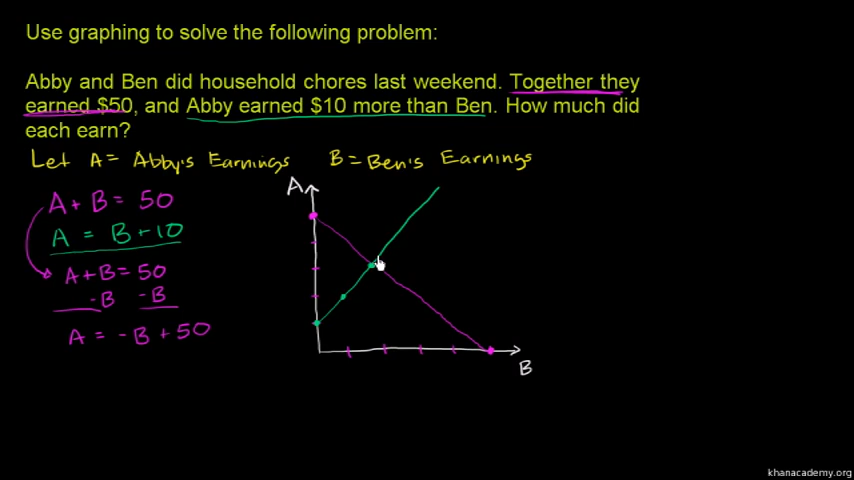 Use graphing to solve the following problem:
Abby and Ben did household chores last weekend. Together they
earned $50, and Abby earned $10 more than Ben. How much did
each earn?
Let A = Abby's Earnings B = Ben's Earnings
A + B = 50
A = B + 10
A + B = 50
-B -B
A = -B + 50
A
B
khanacademy.org